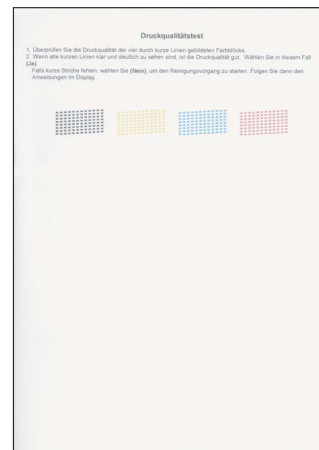 Druckqualitätstest
1. Überprüfen Sie die Druckqualität der vier durch kurze Linien gebildeten Farbblöcke.
2. Wenn alle kurzen Linien klar und deutlich zu sehen sind, ist die Druckqualität gut. Wählen Sie in diesem Fall
(Ja).
Falls kurze Striche fehlen, wählen Sie (Nein), um den Reinigungsvorgang zu starten. Folgen Sie dann den
Anweisungen im Display.